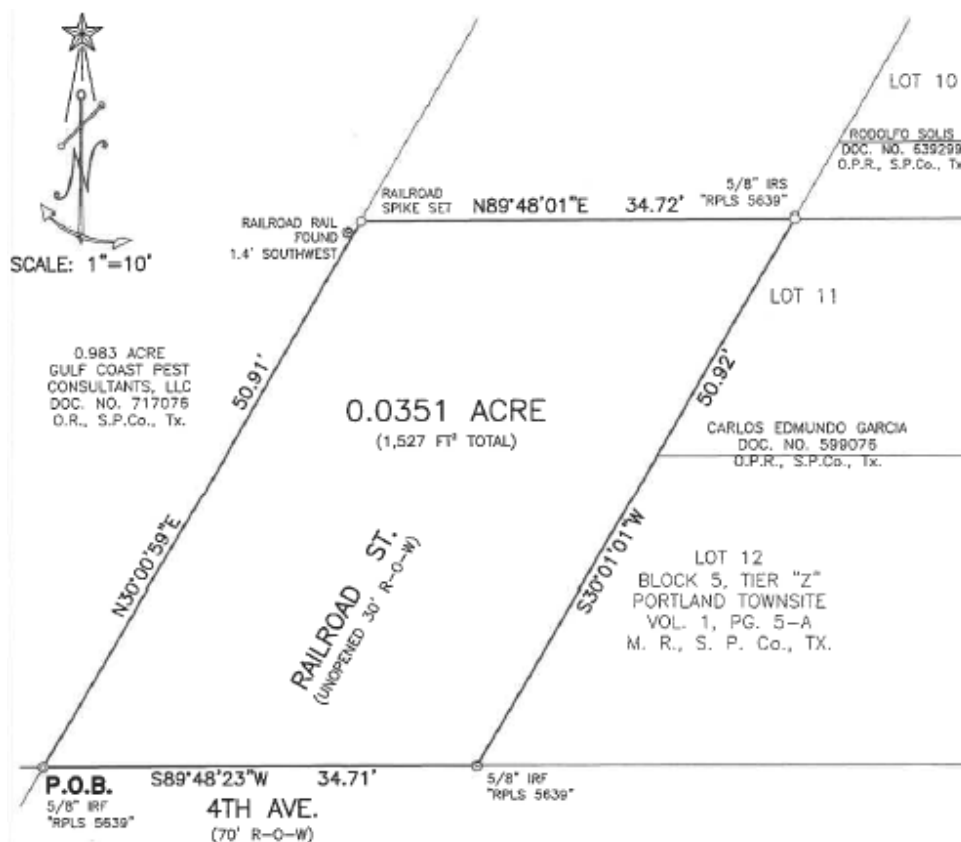 LOT 10
RODOLFO SOLIS
DOC. NO. 639299
O.P.R., S.P.Co., Tx
N
SCALE: 1"=10'
RAILROAD
SPIKE SET
N89°48'01"E 34.72'
5/8" IRS
"RPLS 5639"
RAILROAD RAIL
FOUND
1.4' SOUTHWEST
LOT 11
0.983 ACRE
GULF COAST PEST
CONSULTANTS, LLC
DOC. NO. 717076
O.R., S.P.Co., Tx.
50.91'
N30°00'59"E
0.0351 ACRE
(1,527 FT² TOTAL)
50.92'
S30°01'01"W
CARLOS EDMUNDO GARCIA
DOC. NO. 599076
O.P.R., S.P.Co., Tx.
RAILROAD ST.
(UNOPENED 30' R-O-W)
LOT 12
BLOCK 5, TIER "Z"
PORTLAND TOWNSITE
VOL. 1, PG. 5-A
M. R., S. P. Co., TX.
P.O.B.
5/8" IRF
"RPLS 5639"
S89°48'23"W 34.71'
4TH AVE.
(70' R-O-W)
5/8" IRF
"RPLS 5639"